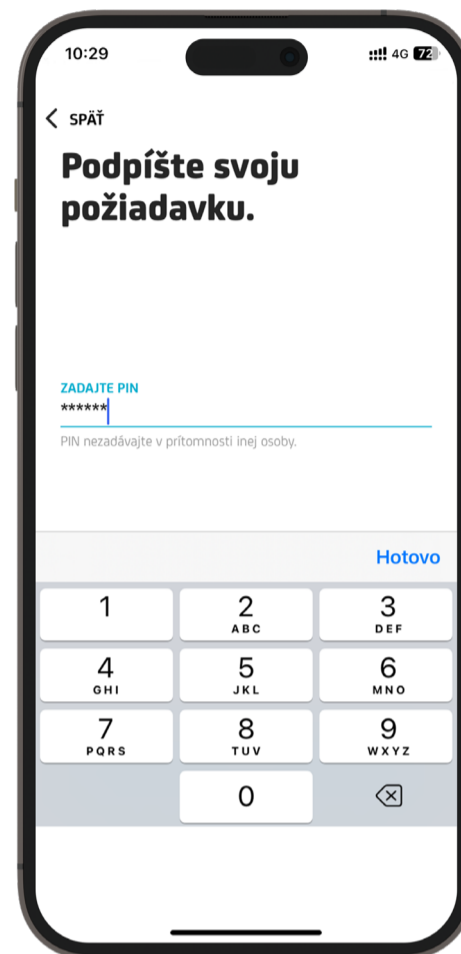 10:29 4G 72
SPÄŤ
Podpíšte svoju
požiadavku.
ZADAJTE PIN
******
PIN nezadávajte v prítomnosti inej osoby.
Hotovo
1 2 3
ABC DEF
4 5 6
GHI JKL MNO
7 8 9
PQRS TUV WXYZ
0